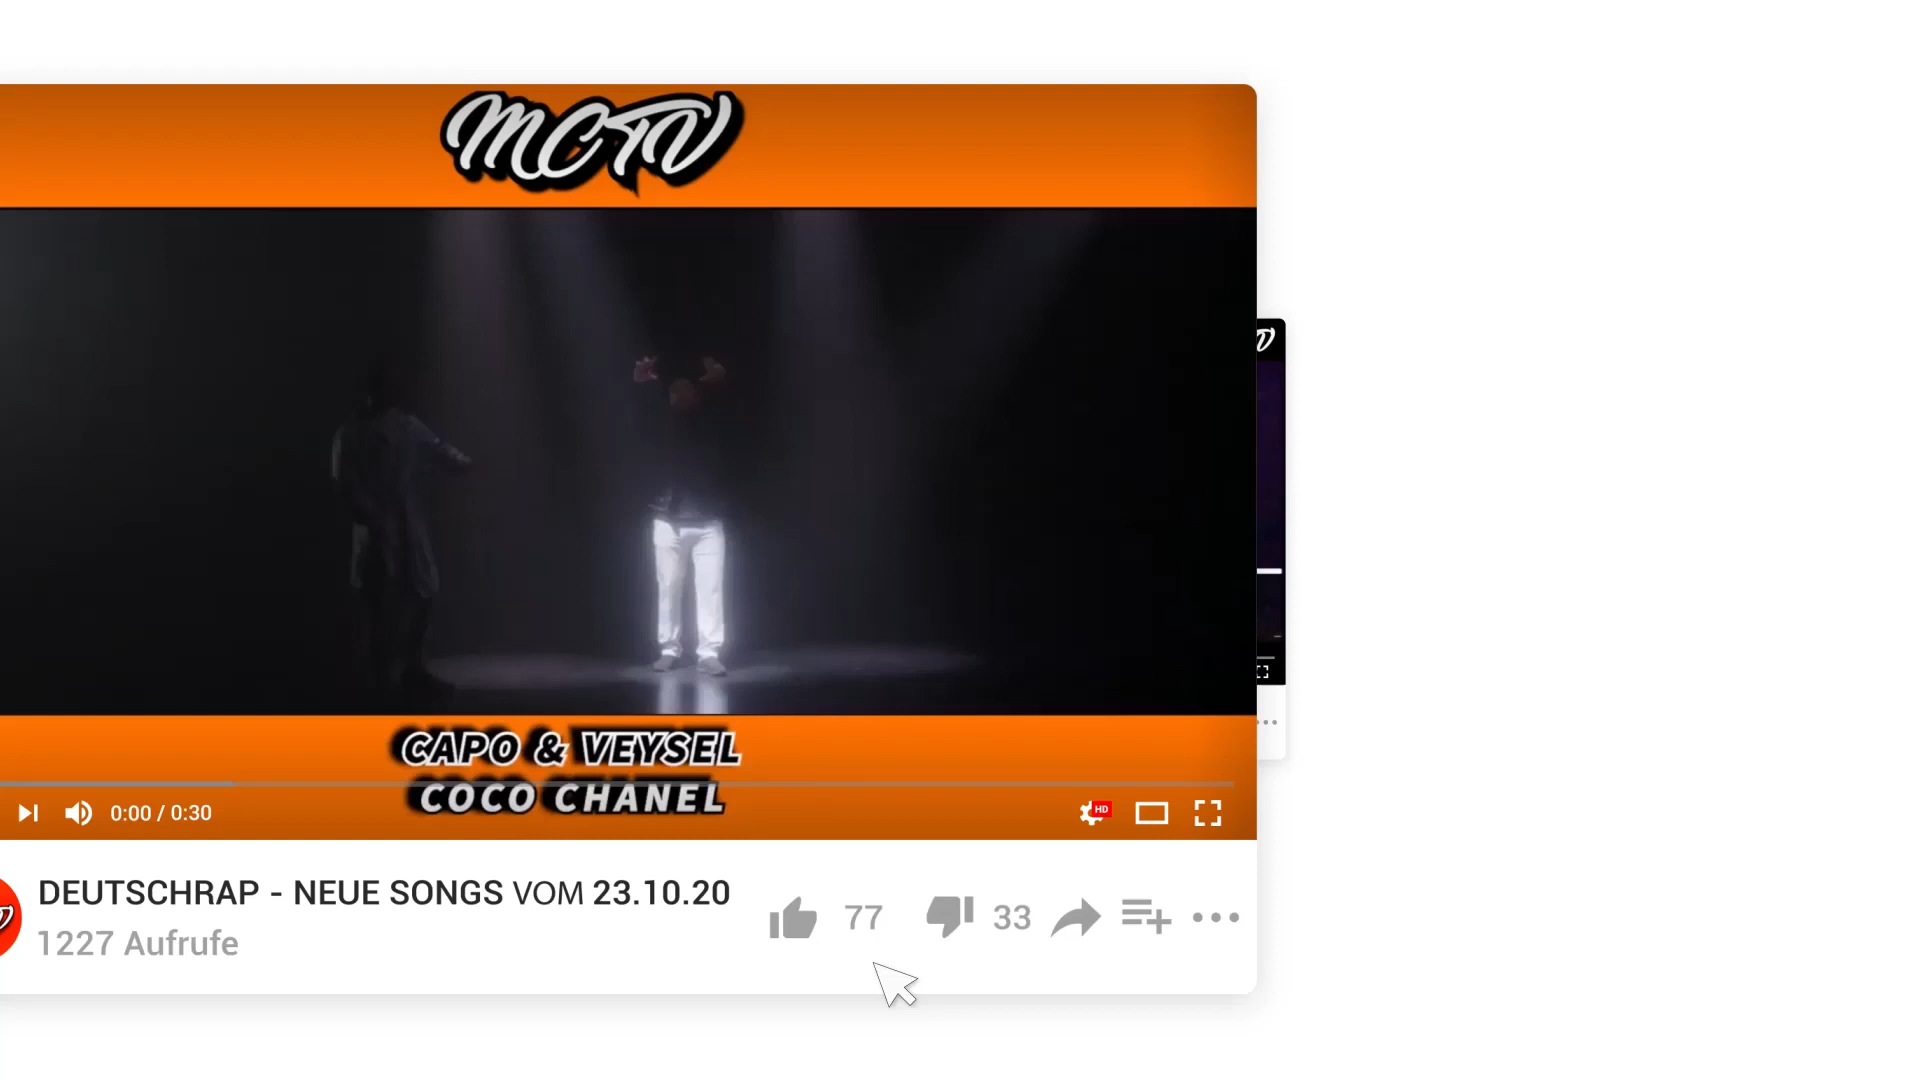 MCTV
CAPO & VEYSEL
COCO CHANEL
0:00 / 0:30
HD
DEUTSCHRAP - NEUE SONGS VOM 23.10.20
1227 Aufrufe
77
33